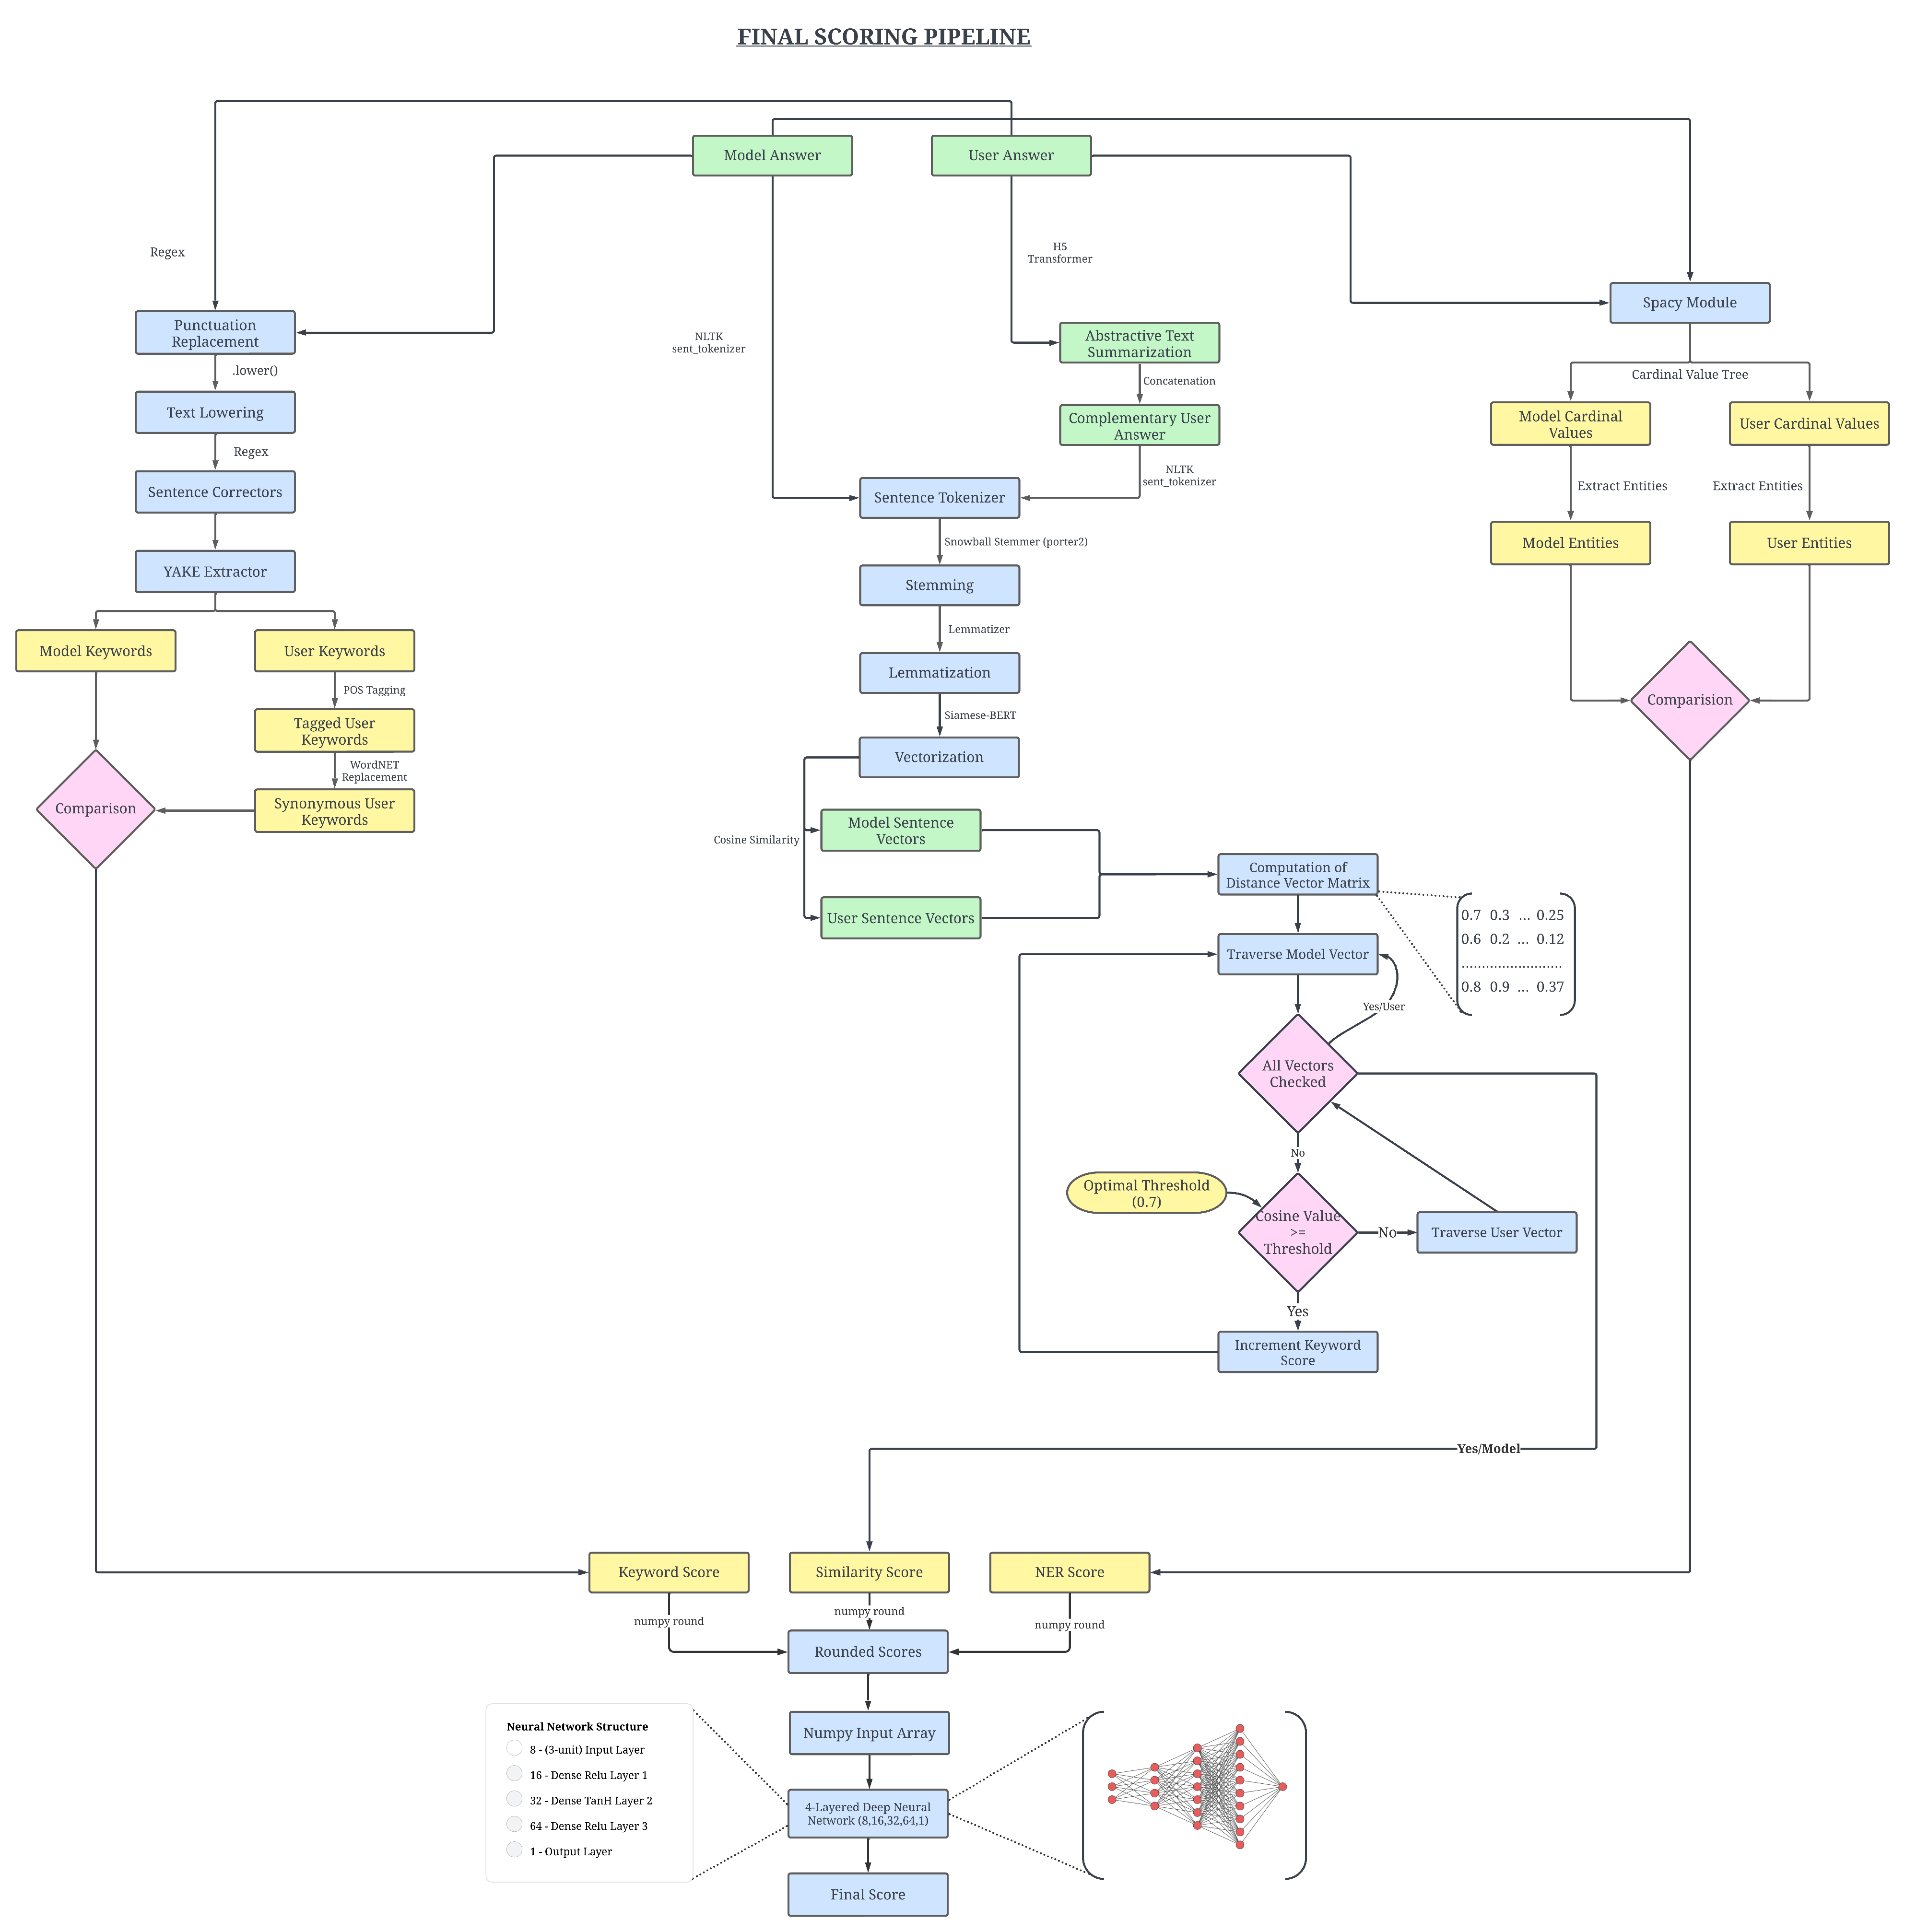 FINAL SCORING PIPELINE
Model Answer
User Answer
Regex
H5
Transformer
Spacy Module
Punctuation
Replacement
NLTK
sent_tokenizer
Abstractive Text
Summarization
.lower()
Cardinal Value Tree
Concatenation
Text Lowering
Complementary User
Answer
Model Cardinal
Values
User Cardinal Values
Regex
NLTK
sent_tokenizer
Extract Entities
Extract Entities
Sentence Correctors
Sentence Tokenizer
Snowball Stemmer (porter2)
Model Entities
User Entities
YAKE Extractor
Stemming
Lemmatizer
Model Keywords
User Keywords
Lemmatization
POS Tagging
Siamese-BERT
Comparision
Tagged User
Keywords
Vectorization
WordNET
Replacement
Comparison
Synonymous User
Keywords
Cosine Similarity
Model Sentence
Vectors
User Sentence Vectors
Computation of
Distance Vector Matrix
0.7 0.3 ... 0.25
0.6 0.2 ... 0.12
..........................
0.8 0.9 ... 0.37
Traverse Model Vector
Yes/User
All Vectors
Checked
No
Optimal Threshold
(0.7)
Cosine Value
>=
Threshold
No
Traverse User Vector
Yes
Increment Keyword
Score
Yes/Model
Keyword Score
Similarity Score
NER Score
numpy round
numpy round
numpy round
Rounded Scores
Numpy Input Array
Neural Network Structure
8 - (3-unit) Input Layer
16 - Dense Relu Layer 1
32 - Dense TanH Layer 2
64 - Dense Relu Layer 3
1 - Output Layer
4-Layered Deep Neural
Network (8,16,32,64,1)
Final Score